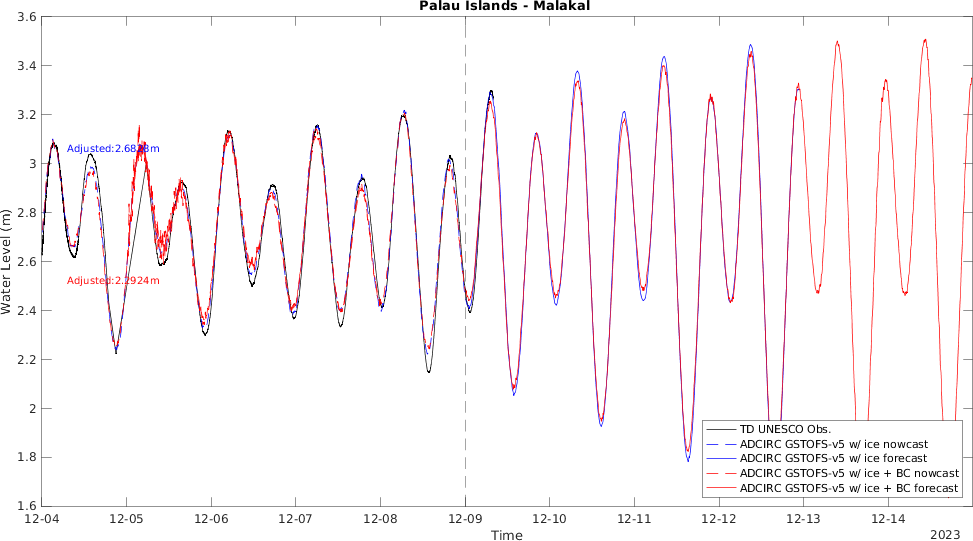 Palau Islands - Malakal
3.6
3.4
3.2
3
2.8
2.6
2.4
2.2
2
1.8
1.6
Water Level (m)
Adjusted:2.6828m
Adjusted:2.2924m
TD UNESCO Obs.
ADCIRC GSTOFS-v5 w/ ice nowcast
ADCIRC GSTOFS-v5 w/ ice forecast
ADCIRC GSTOFS-v5 w/ ice + BC nowcast
ADCIRC GSTOFS-v5 w/ ice + BC forecast
12-04 12-05 12-06 12-07 12-08 12-09 12-10 12-11 12-12 12-13 12-14
Time
2023